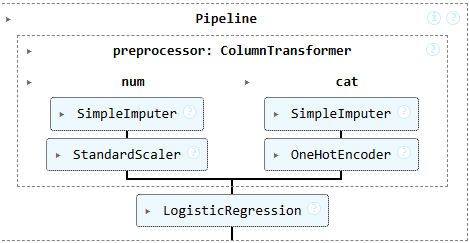 ▸ Pipeline i ?
▸ preprocessor: ColumnTransformer ?
▸ num ▸ cat
▸ SimpleImputer ? ▸ SimpleImputer ?
▸ StandardScaler ? ▸ OneHotEncoder ?
▸ LogisticRegression ?